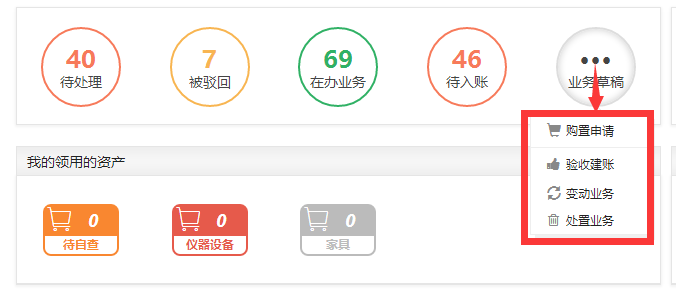 40
待处理
7
被驳回
69
在办业务
46
待入账
•••
业务草稿
购置申请
验收建账
变动业务
处置业务
我的领用的资产
0
待自查
0
仪器设备
0
家具